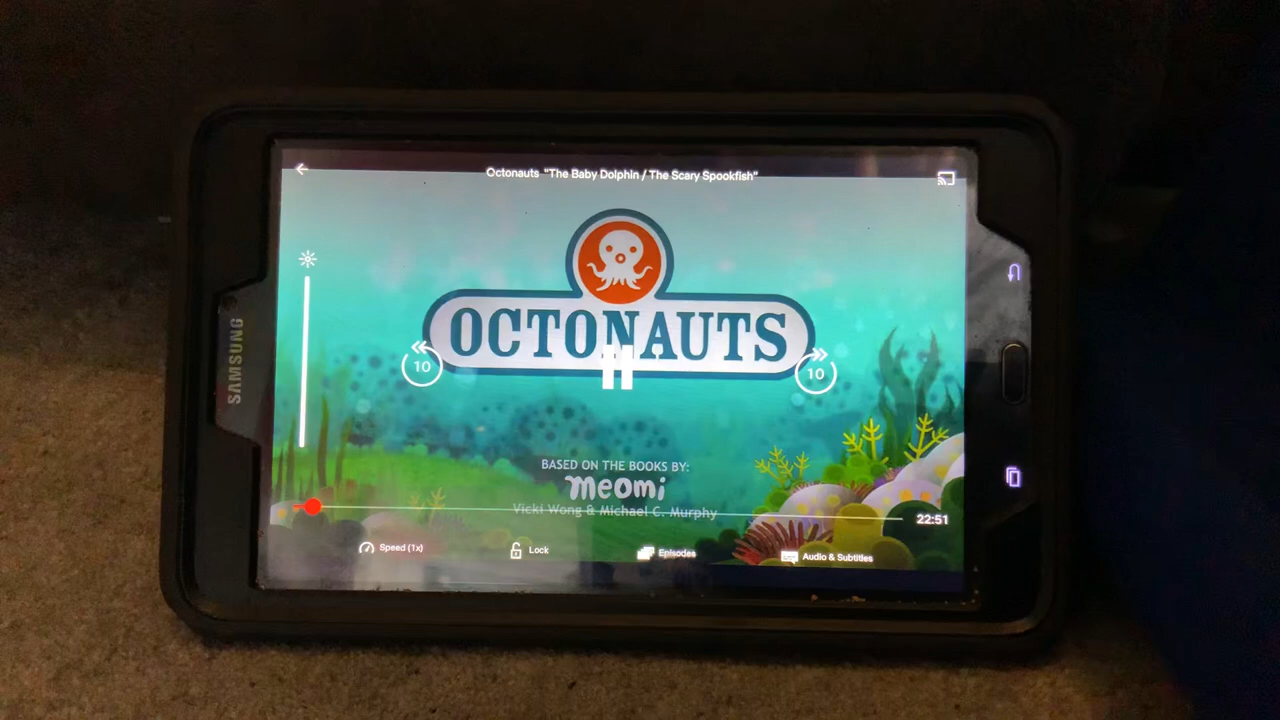 Octonauts "The Baby Dolphin / The Scary Spookfish"
OCTONAUTS
10
10
SAMSUNG
BASED ON THE BOOKS BY:
meomi
Vicki Wong & Michael C. Murphy
22:51
Speed (1x)
Lock
Episodes
Audio & Subtitles